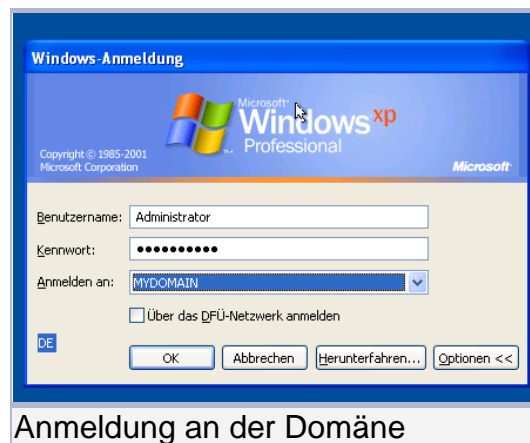 Windows-Anmeldung
Microsoft®
Windows xp
Professional
Copyright © 1985-2001
Microsoft Corporation
Microsoft®
Benutzername: Administrator
Kennwort: ●●●●●●●●●●
Anmelden an: MYDOMAIN
Über das DFÜ-Netzwerk anmelden
DE
OK Abbrechen Herunterfahren... Optionen <<
Anmeldung an der Domäne